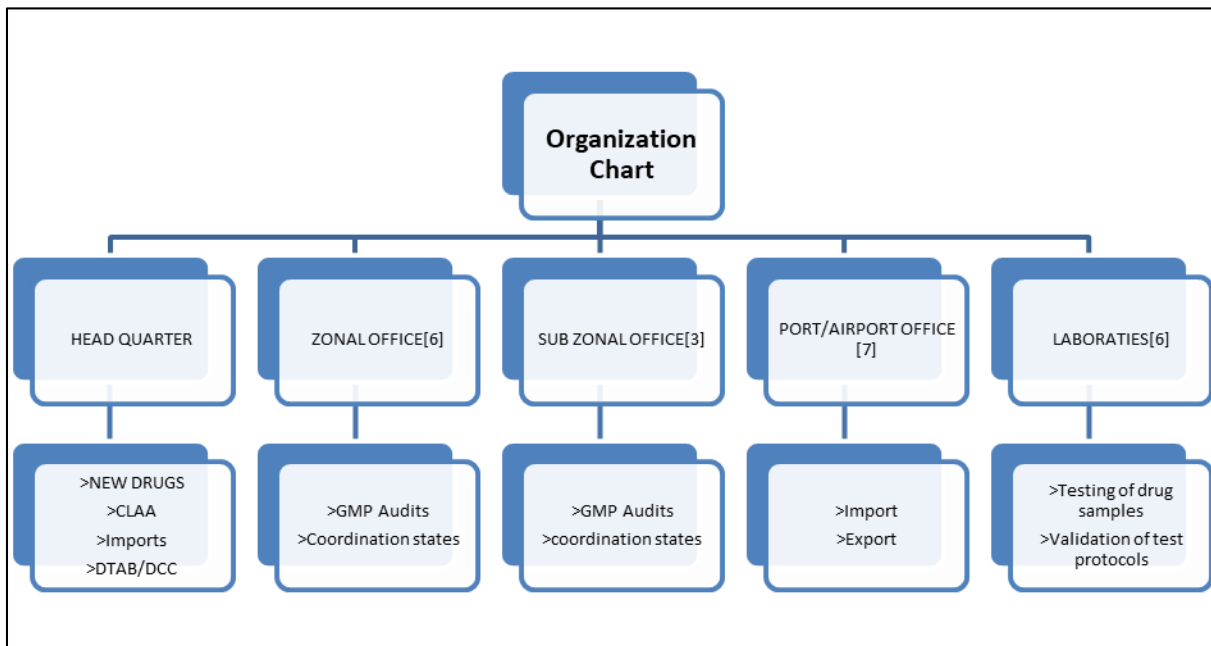 Organization
Chart
HEAD QUARTER
ZONAL OFFICE[6]
SUB ZONAL OFFICE[3]
PORT/AIRPORT OFFICE
[7]
LABORATIES[6]
>NEW DRUGS
>CLAA
>Imports
>DTAB/DCC
>GMP Audits
>Coordination states
>GMP Audits
>coordination states
>Import
>Export
>Testing of drug
samples
>Validation of test
protocols